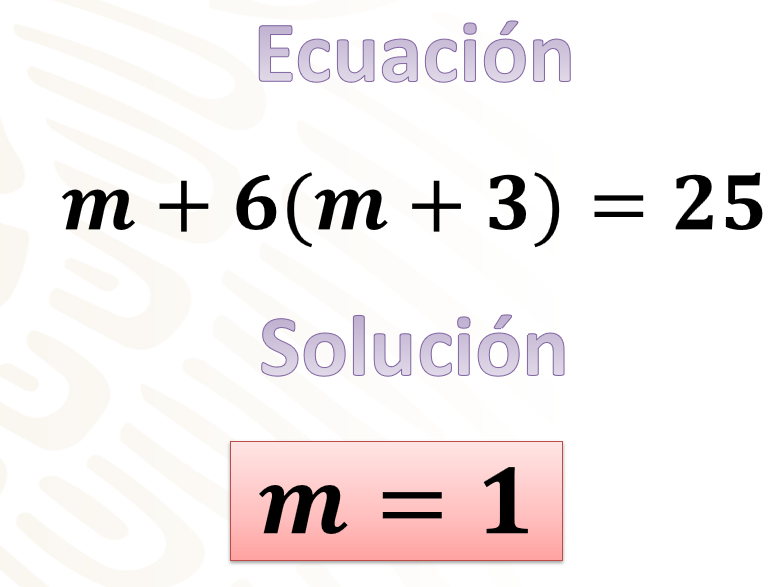 Ecuación
m + 6(m + 3) = 25
Solución
m = 1